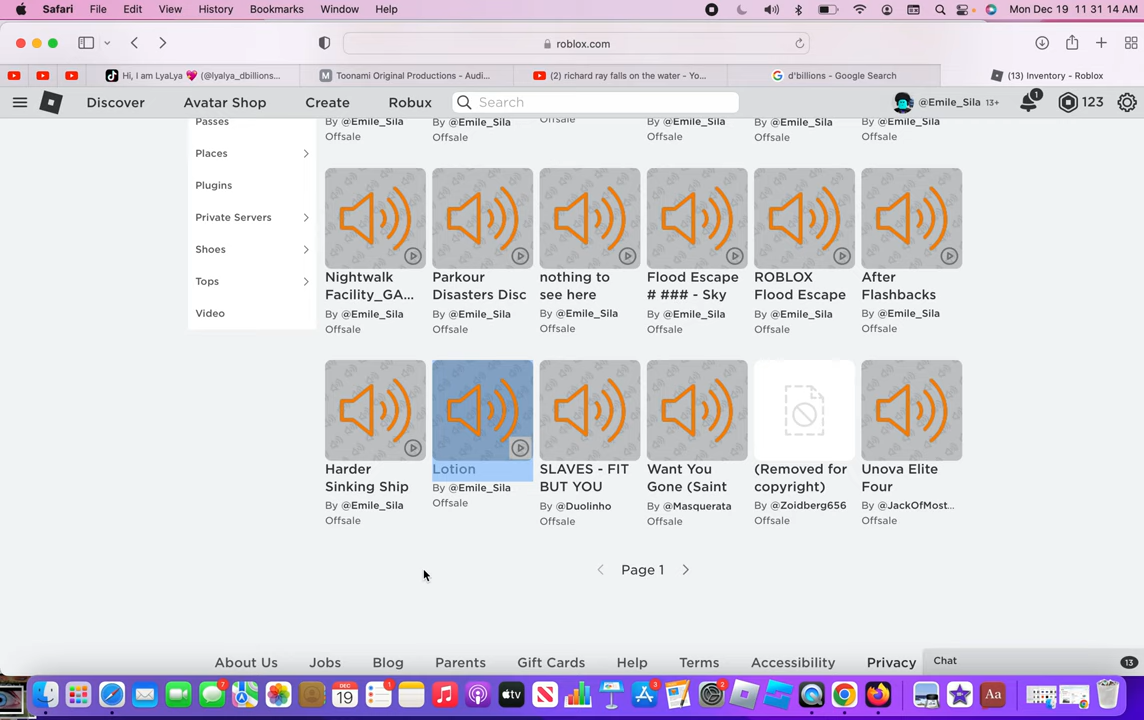 Safari File Edit View History Bookmarks Window Help Mon Dec 19 11 31 14 AM
roblox.com
Hi, I am LyaLya 💖 (@lyalya_dbillions... Toonami Original Productions - Audi... (2) richard ray falls on the water - Yo... d'billions - Google Search (13) Inventory - Roblox
Discover Avatar Shop Create Robux Search @Emile_Sila 13+ 1 123
Passes
Places
Plugins
Private Servers
Shoes
Tops
Video
By @Emile_Sila By @Emile_Sila Offsale By @Emile_Sila By @Emile_Sila By @Emile_Sila
Offsale Offsale Offsale Offsale Offsale
Nightwalk Parkour nothing to Flood Escape ROBLOX After
Facility_GA... Disasters Disc see here # ### - Sky Flood Escape Flashbacks
By @Emile_Sila By @Emile_Sila By @Emile_Sila By @Emile_Sila By @Emile_Sila By @Emile_Sila
Offsale Offsale Offsale Offsale Offsale Offsale
Harder Lotion SLAVES - FIT Want You (Removed for Unova Elite
Sinking Ship By @Emile_Sila BUT YOU Gone (Saint copyright) Four
By @Emile_Sila Offsale By @Duolinho By @Masquerata By @Zoidberg656 By @JackOfMost...
Offsale Offsale Offsale Offsale Offsale
Page 1
About Us Jobs Blog Parents Gift Cards Help Terms Accessibility Privacy Chat 13
7 DEC 19 1 3 2 Aa